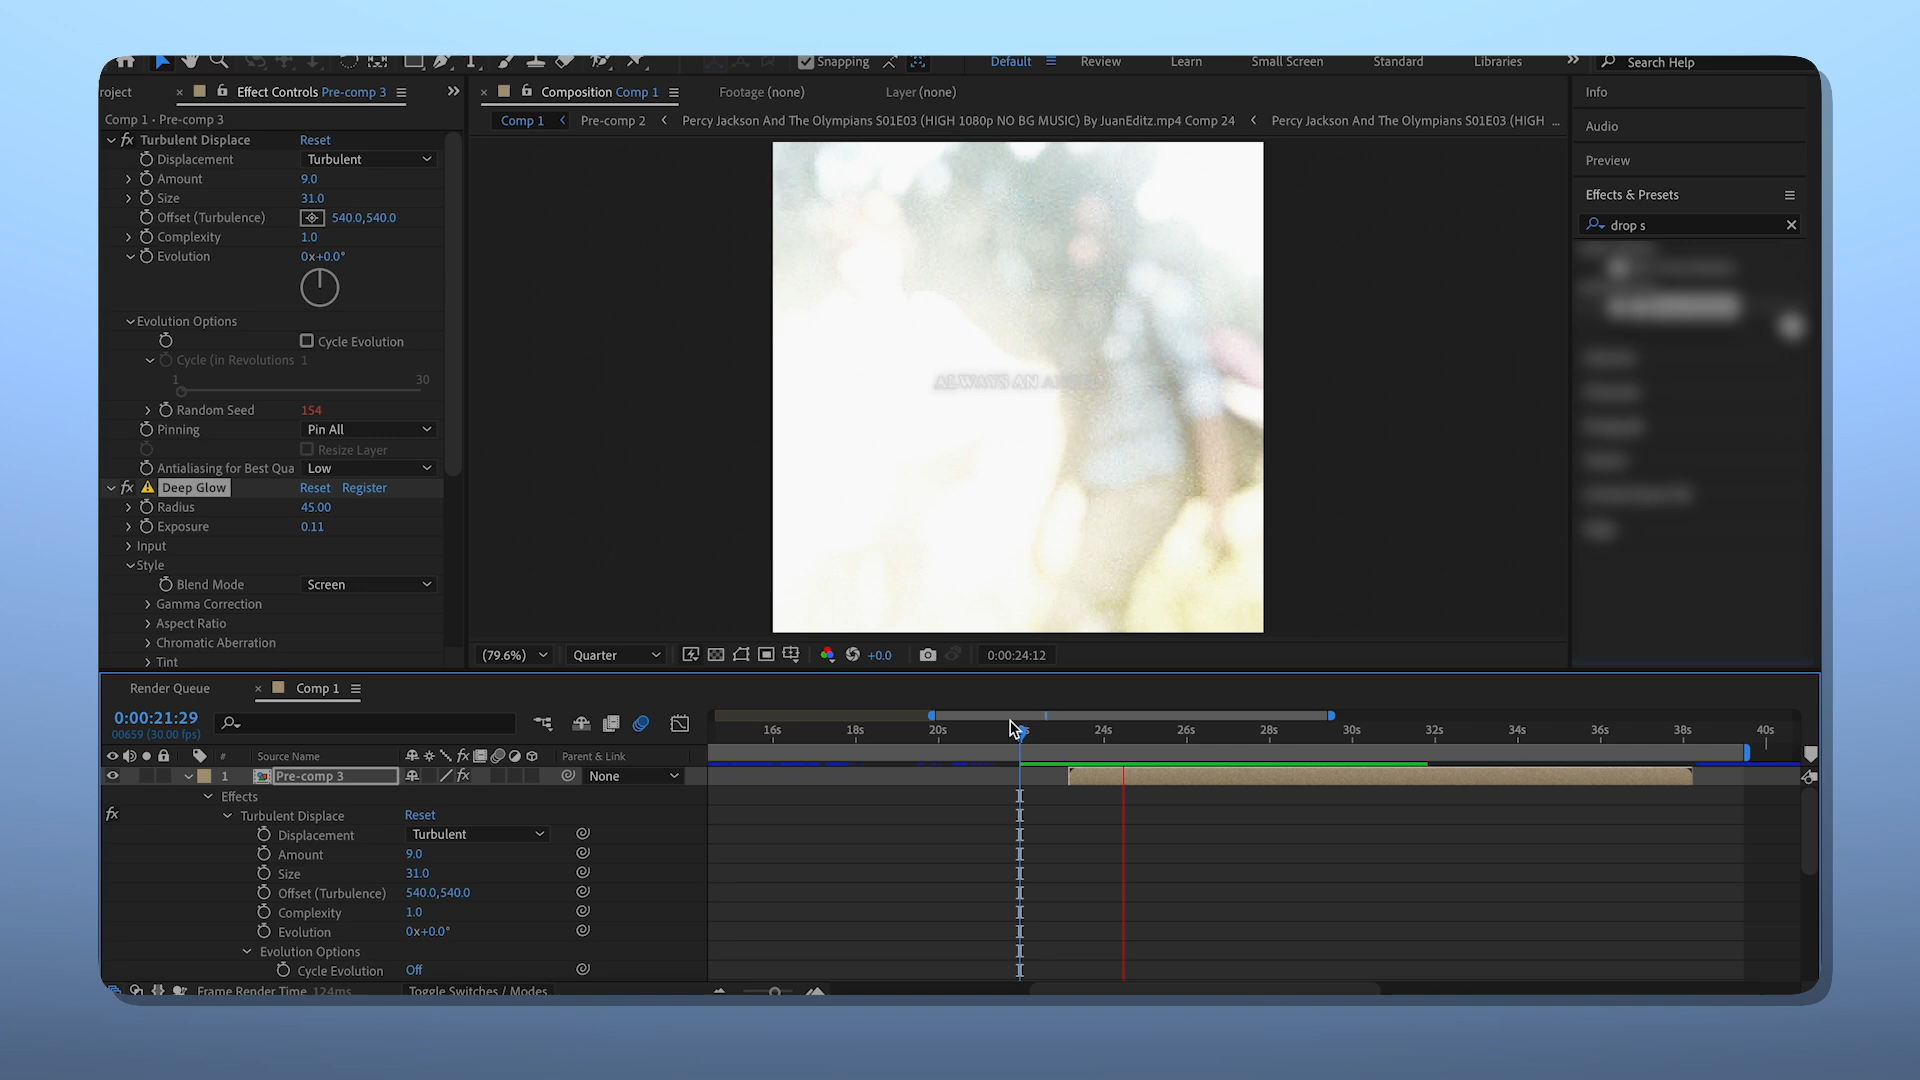 Snapping
Default
Review
Learn
Small Screen
Standard
Libraries
Search Help
roject
Effect Controls Pre-comp 3
Composition Comp 1
Footage (none)
Layer (none)
Info
Comp 1 • Pre-comp 3
Comp 1
Pre-comp 2
Percy Jackson And The Olympians S01E03 (HIGH 1080p NO BG MUSIC) By JuanEditz.mp4 Comp 24
Percy Jackson And The Olympians S01E03 (HIGH ...
Audio
Preview
Effects & Presets
drop s
Turbulent Displace Reset
Displacement Turbulent
Amount 9.0
Size 31.0
Offset (Turbulence) 540.0,540.0
Complexity 1.0
Evolution 0x+0.0°
Evolution Options
Cycle Evolution
Cycle (in Revolutions 1
1 30
Random Seed 154
Pinning Pin All
Resize Layer
Antialiasing for Best Qua Low
fx Deep Glow Reset Register
Radius 45.00
Exposure 0.11
Input
Style
Blend Mode Screen
Gamma Correction
Aspect Ratio
Chromatic Aberration
Tint
ALWAYS AN
(79.6%) Quarter +0.0 0:00:24:12
Render Queue
Comp 1
0:00:21:29
00659 (30.00 fps)
16s 18s 20s 24s 26s 28s 30s 32s 34s 36s 38s 40s
# Source Name fx Parent & Link
1 Pre-comp 3 fx None
Effects
fx Turbulent Displace Reset
Displacement Turbulent
Amount 9.0
Size 31.0
Offset (Turbulence) 540.0,540.0
Complexity 1.0
Evolution 0x+0.0°
Evolution Options
Cycle Evolution Off
Frame Render Time 124ms
Toggle Switches / Modes